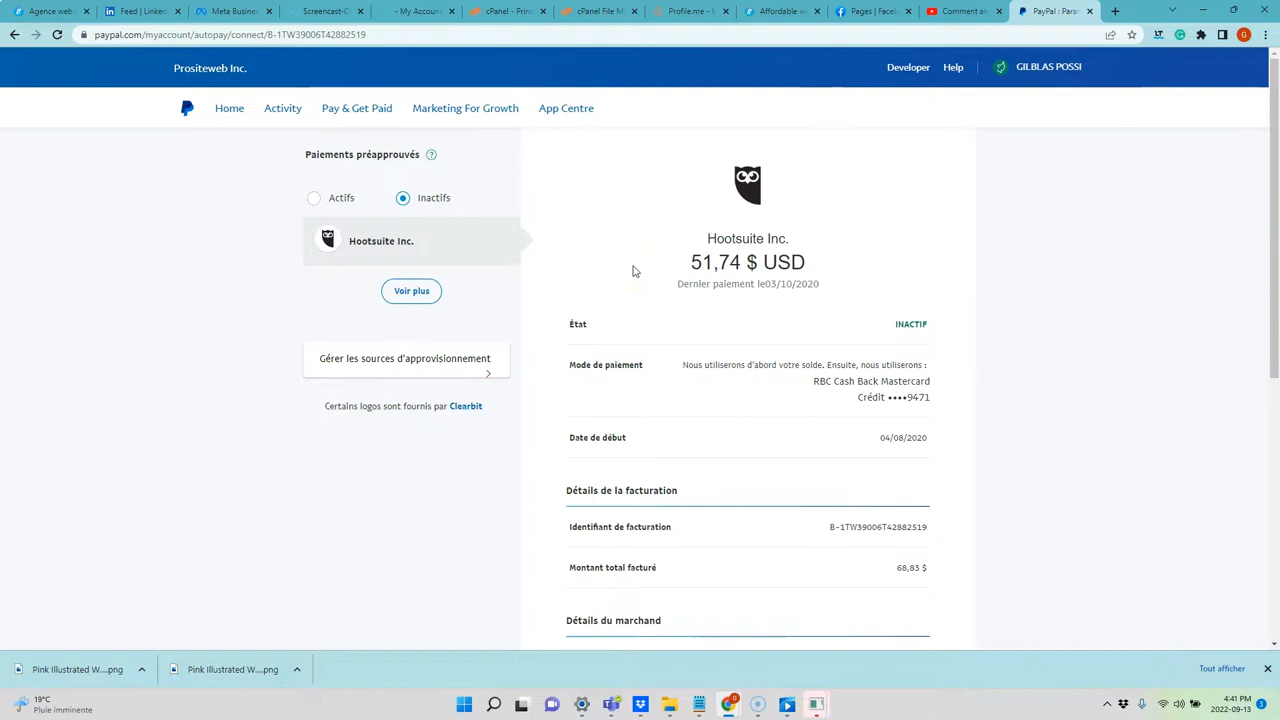 Agence web
Feed | Linked
Meta Business
Screencast-C
- My Account
cPanel - Princ
cPanel File M
Profile.me - M
Affordable w
Pages | Facebo
Comment an
PayPal : Para
paypal.com/myaccount/autopay/connect/B-1TW39006T42882519
Prositeweb Inc.
Developer
Help
GILBLAS POSSI
Home
Activity
Pay & Get Paid
Marketing For Growth
App Centre
Paiements préapprouvés ?
Actifs
Inactifs
Hootsuite Inc.
Voir plus
Gérer les sources d'approvisionnement
Certains logos sont fournis par Clearbit
Hootsuite Inc.
51,74 $ USD
Dernier paiement le03/10/2020
État INACTIF
Mode de paiement Nous utiliserons d'abord votre solde. Ensuite, nous utiliserons :
RBC Cash Back Mastercard
Crédit ••••9471
Date de début 04/08/2020
Détails de la facturation
Identifiant de facturation B-1TW39006T42882519
Montant total facturé 68,83 $
Détails du marchand
Pink Illustrated W....png
Pink Illustrated W....png
Tout afficher
19°C
Pluie imminente
4:41 PM
2022-09-13